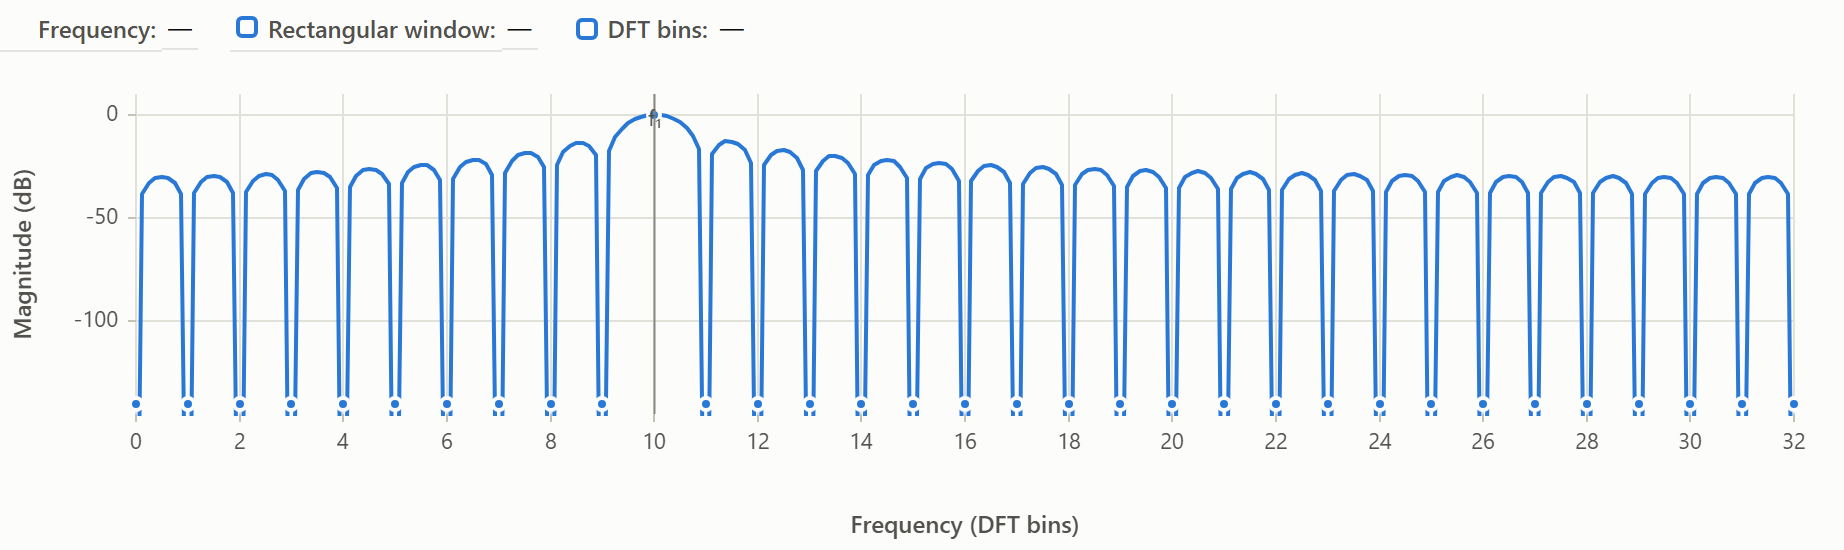 Frequency: —
Rectangular window: —
DFT bins: —
Magnitude (dB)
0
-50
-100
f₁
0 2 4 6 8 10 12 14 16 18 20 22 24 26 28 30 32
Frequency (DFT bins)